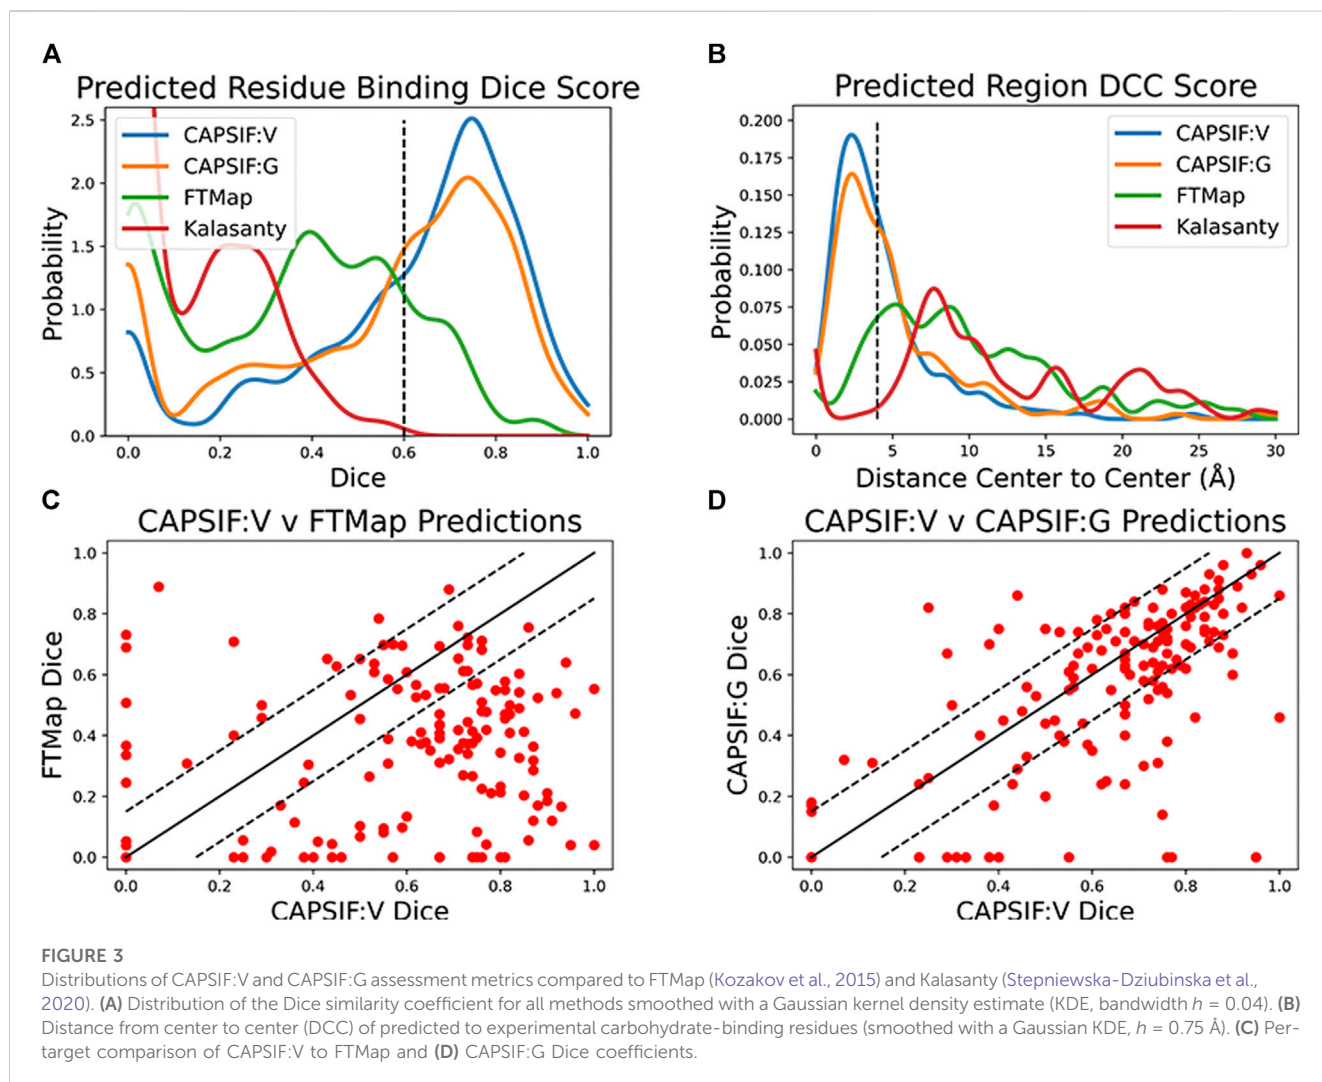 A
Predicted Residue Binding Dice Score
2.5
2.0
1.5
1.0
0.5
0.0
Probability
CAPSIF:V
CAPSIF:G
FTMap
Kalasanty
0.0 0.2 0.4 0.6 0.8 1.0
Dice
B
Predicted Region DCC Score
0.200
0.175
0.150
0.125
0.100
0.075
0.050
0.025
0.000
Probability
CAPSIF:V
CAPSIF:G
FTMap
Kalasanty
0 5 10 15 20 25 30
Distance Center to Center (Å)
C
CAPSIF:V v FTMap Predictions
1.0
0.8
0.6
0.4
0.2
0.0
FTMap Dice
0.0 0.2 0.4 0.6 0.8 1.0
CAPSIF:V Dice
D
CAPSIF:V v CAPSIF:G Predictions
1.0
0.8
0.6
0.4
0.2
0.0
CAPSIF:G Dice
0.0 0.2 0.4 0.6 0.8 1.0
CAPSIF:V Dice
FIGURE 3
Distributions of CAPSIF:V and CAPSIF:G assessment metrics compared to FTMap (Kozakov et al., 2015) and Kalasanty (Stepniewska-Dziubinska et al.,
2020). (A) Distribution of the Dice similarity coefficient for all methods smoothed with a Gaussian kernel density estimate (KDE, bandwidth h = 0.04). (B)
Distance from center to center (DCC) of predicted to experimental carbohydrate-binding residues (smoothed with a Gaussian KDE, h = 0.75 Å). (C) Per-
target comparison of CAPSIF:V to FTMap and (D) CAPSIF:G Dice coefficients.